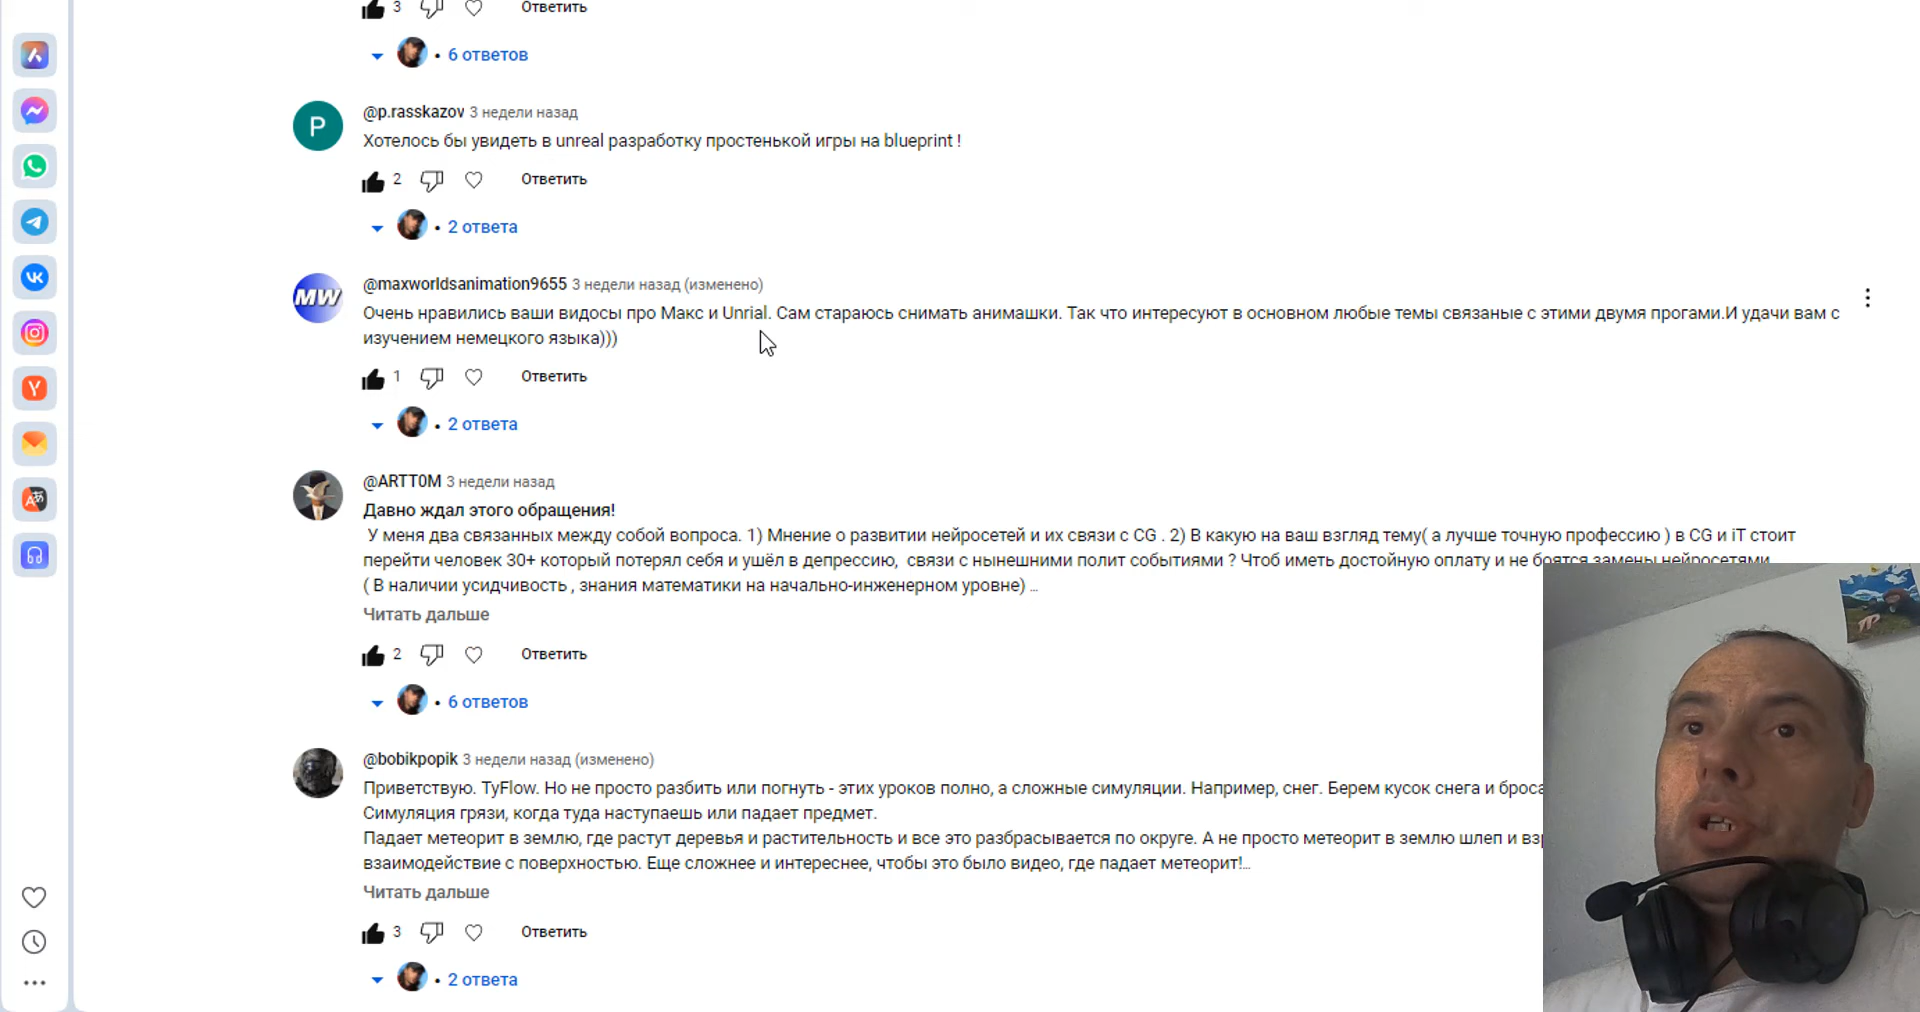 3 Ответить
• 6 ответов
@p.rasskazov 3 недели назад
P
Хотелось бы увидеть в unreal разработку простенькой игры на blueprint !
2 Ответить
• 2 ответа
@maxworldsanimation9655 3 недели назад (изменено)
MW
Очень нравились ваши видосы про Макс и Unrial. Сам стараюсь снимать анимашки. Так что интересуют в основном любые темы связаные с этими двумя прогами.И удачи вам с
изучением немецкого языка)))
1 Ответить
• 2 ответа
@ARTT0M 3 недели назад
Давно ждал этого обращения!
У меня два связанных между собой вопроса. 1) Мнение о развитии нейросетей и их связи с CG . 2) В какую на ваш взгляд тему( а лучше точную профессию ) в CG и iT стоит
перейти человек 30+ который потерял себя и ушёл в депрессию, связи с нынешними полит событиями ? Чтоб иметь достойную оплату и не боятся замены нейросетями
( В наличии усидчивость , знания математики на начально-инженерном уровне) ...
Читать дальше
2 Ответить
• 6 ответов
@bobikpopik 3 недели назад (изменено)
Приветствую. TyFlow. Но не просто разбить или погнуть - этих уроков полно, а сложные симуляции. Например, снег. Берем кусок снега и
Симуляция грязи, когда туда наступаешь или падает предмет.
Падает метеорит в землю, где растут деревья и растительность и все это разбрасывается по округе. А не просто метеорит в землю шлеп и
взаимодействие с поверхностью. Еще сложнее и интереснее, чтобы это было видео, где падает метеорит!...
Читать дальше
3 Ответить
• 2 ответа